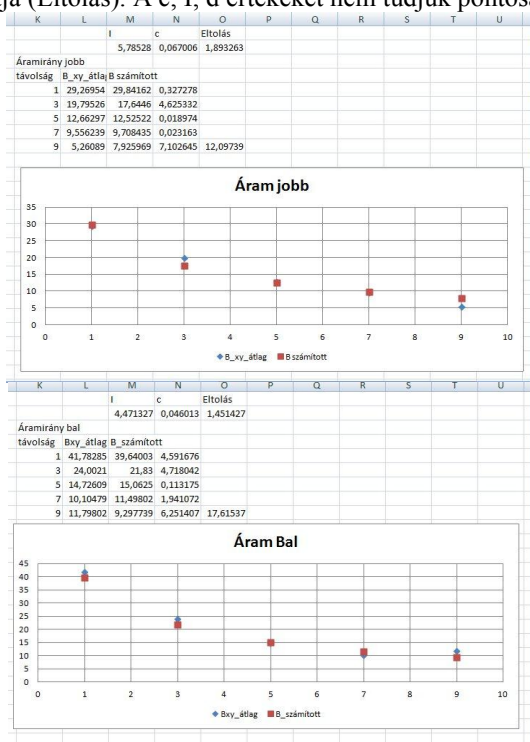 ja (Eltolás). A c, I, d értékeket nem tudjuk pontosa
K L M N O P Q R S T U
I c Eltolás
5,78528 0,067006 1,893263
Áramirány jobb
távolság B_xy_átlag B számított
1 29,26954 29,84162 0,327278
3 19,79526 17,6446 4,625332
5 12,66297 12,52522 0,018974
7 9,556239 9,708435 0,023163
9 5,26089 7,925969 7,102645 12,09739
Áram jobb
35
30
25
20
15
10
5
0
0 1 2 3 4 5 6 7 8 9 10
B_xy_átlag B számított
K L M N O P Q R S T U
I c Eltolás
4,471327 0,046013 1,451427
Áramirány bal
távolság Bxy_átlag B_számított
1 41,78285 39,64003 4,591676
3 24,0021 21,83 4,718042
5 14,72609 15,0625 0,113175
7 10,10479 11,49802 1,941072
9 11,79802 9,297739 6,251407 17,61537
Áram Bal
45
40
35
30
25
20
15
10
5
0
0 1 2 3 4 5 6 7 8 9 10
Bxy_átlag B_számított